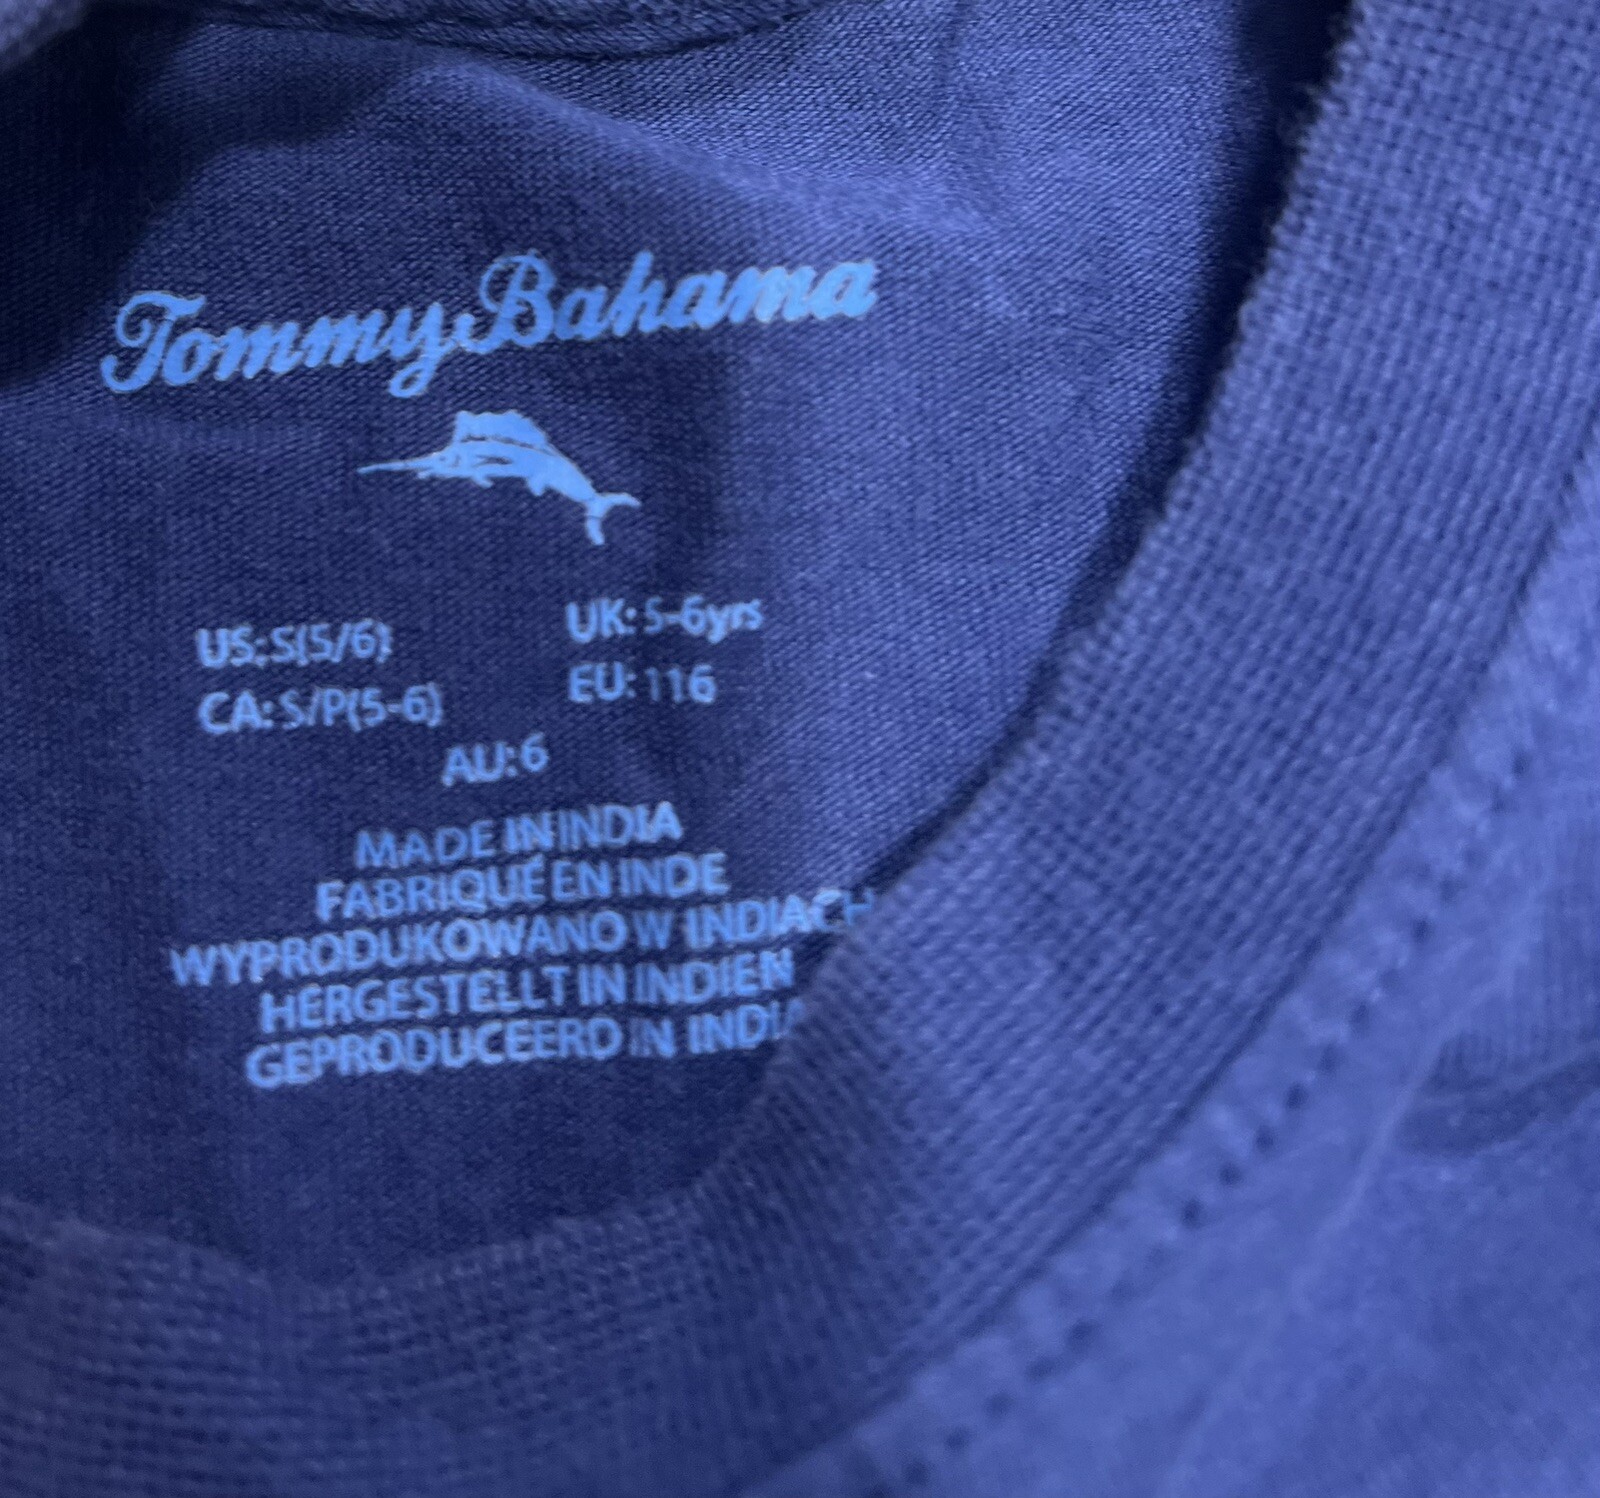 Tommy Bahama
US:S(5/6) UK:5-6yrs
CA:S/P(5-6) EU:116
AU:6
MADE IN INDIA
FABRIQUÉ EN INDE
WYPRODUKOWANO W INDIACH
HERGESTELLT IN INDIEN
GEPRODUCEERD IN INDIA